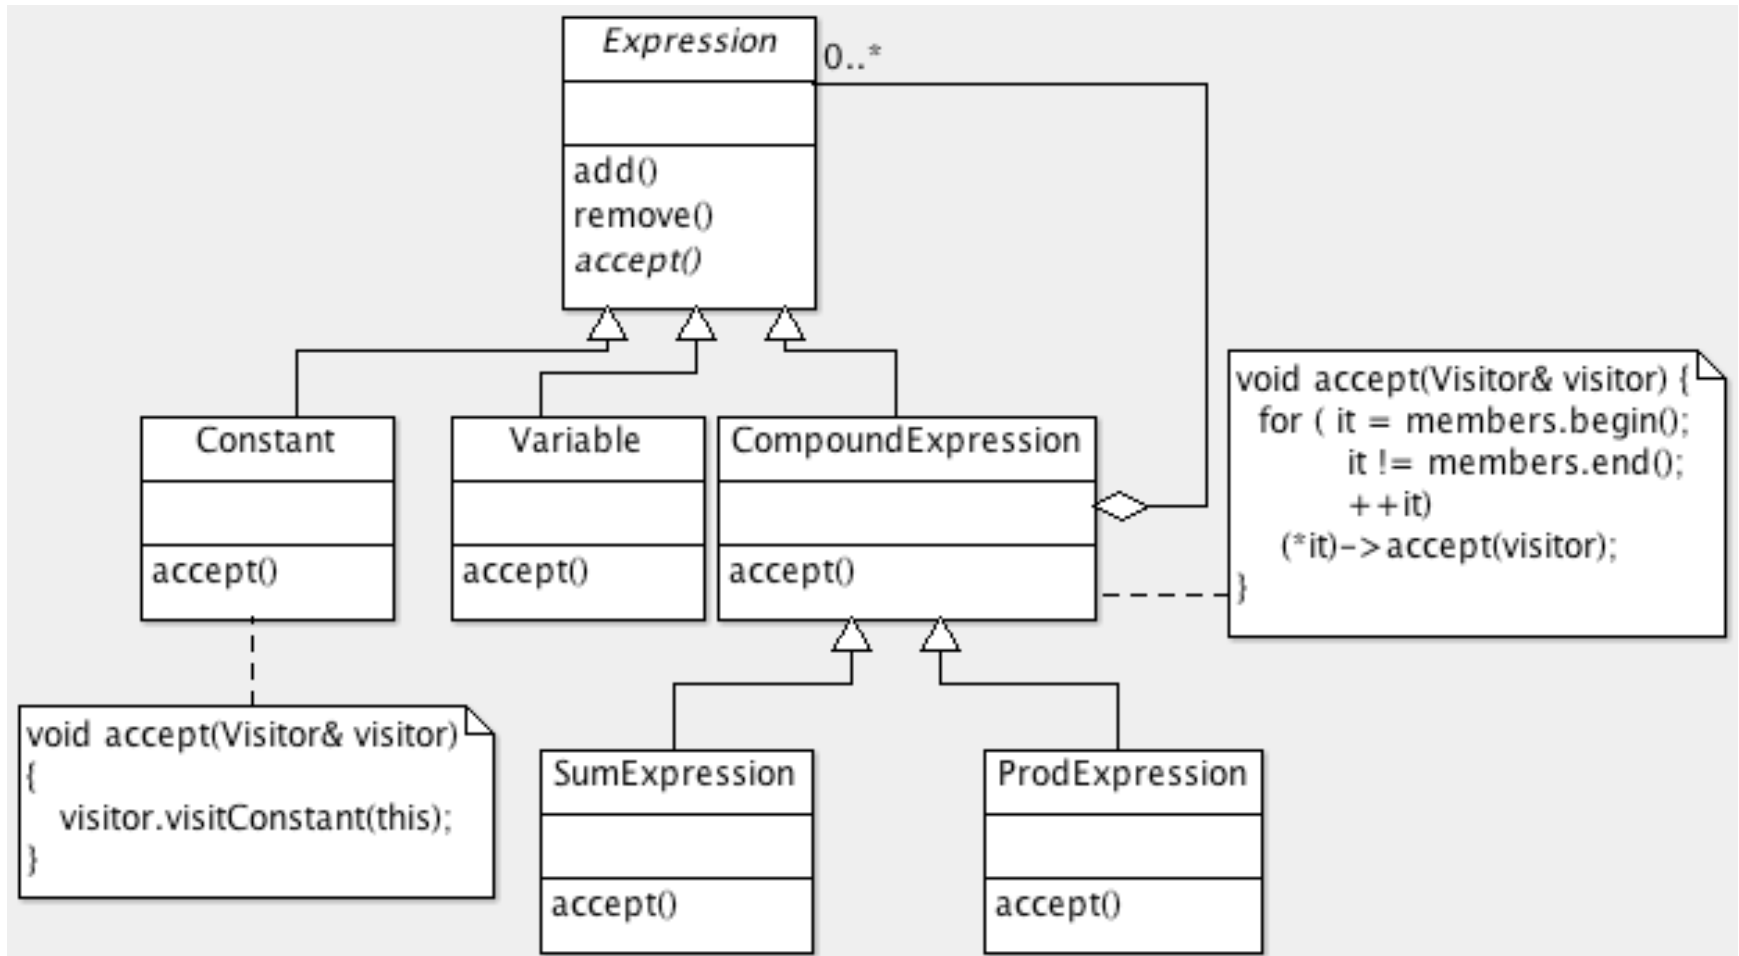 Expression
0..*
add()
remove()
accept()
Constant
accept()
Variable
accept()
CompoundExpression
accept()
void accept(Visitor& visitor) {
for ( it = members.begin();
it != members.end();
++it)
(*it)->accept(visitor);
}
void accept(Visitor& visitor)
{
visitor.visitConstant(this);
}
SumExpression
accept()
ProdExpression
accept()